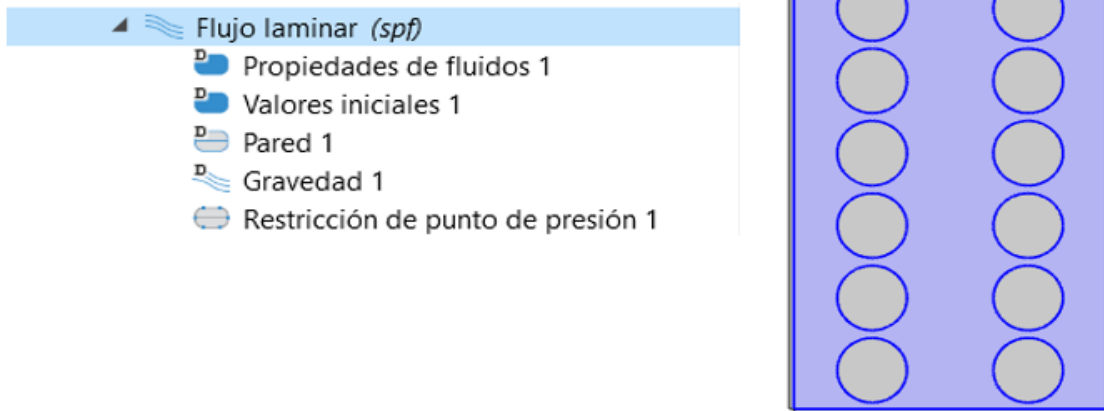 Flujo laminar (spf)
D Propiedades de fluidos 1
D Valores iniciales 1
D Pared 1
D Gravedad 1
Restricción de punto de presión 1